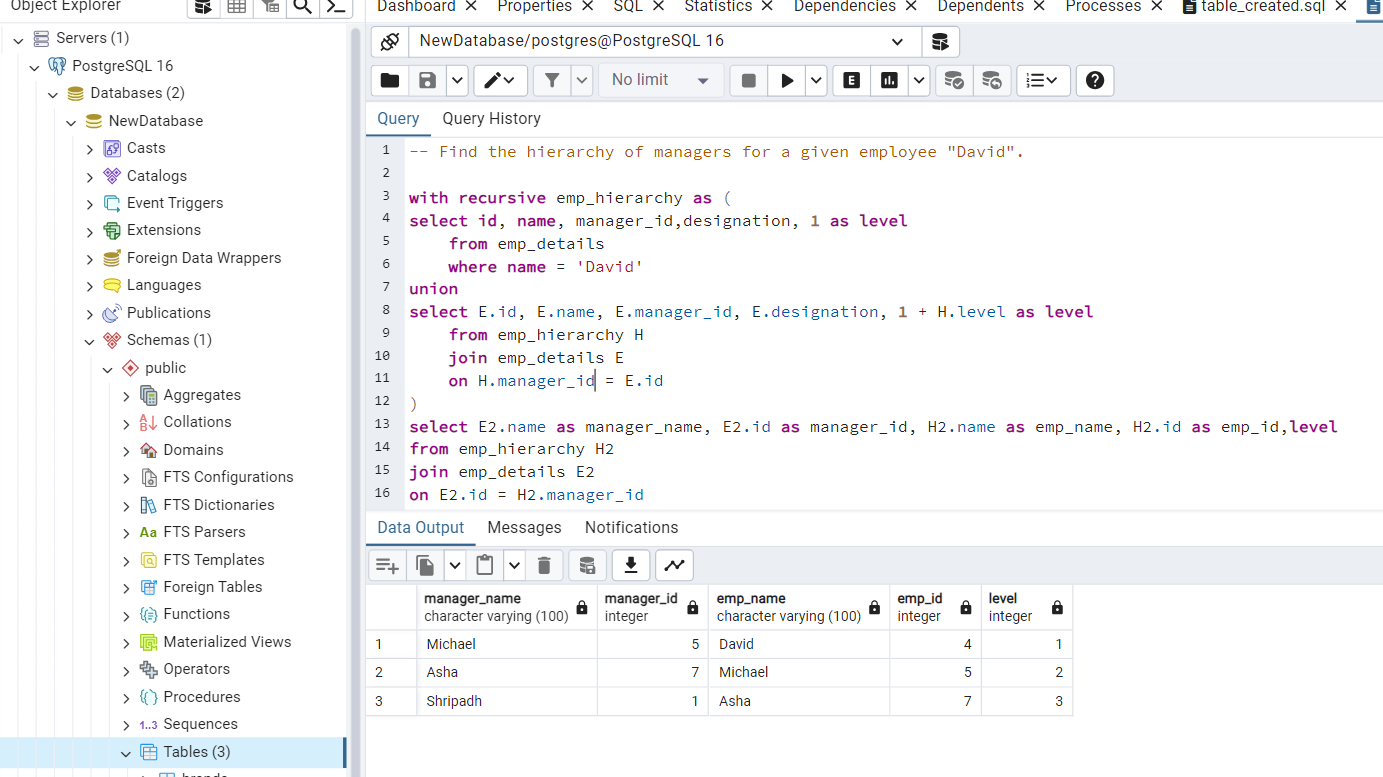 Object Explorer
Dashboard Properties SQL Statistics Dependencies Dependents Processes table_created.sql
Servers (1)
PostgreSQL 16
Databases (2)
NewDatabase
Casts
Catalogs
Event Triggers
Extensions
Foreign Data Wrappers
Languages
Publications
Schemas (1)
public
Aggregates
Collations
Domains
FTS Configurations
FTS Dictionaries
Aa FTS Parsers
FTS Templates
Foreign Tables
Functions
Materialized Views
Operators
Procedures
1..3 Sequences
Tables (3)
brands
NewDatabase/postgres@PostgreSQL 16
No limit
E
Query Query History
1 -- Find the hierarchy of managers for a given employee "David".
2
3 with recursive emp_hierarchy as (
4 select id, name, manager_id,designation, 1 as level
5 from emp_details
6 where name = 'David'
7 union
8 select E.id, E.name, E.manager_id, E.designation, 1 + H.level as level
9 from emp_hierarchy H
10 join emp_details E
11 on H.manager_id = E.id
12 )
13 select E2.name as manager_name, E2.id as manager_id, H2.name as emp_name, H2.id as emp_id,level
14 from emp_hierarchy H2
15 join emp_details E2
16 on E2.id = H2.manager_id
Data Output Messages Notifications
manager_name manager_id emp_name emp_id level
character varying (100) integer character varying (100) integer integer
1 Michael 5 David 4 1
2 Asha 7 Michael 5 2
3 Shripadh 1 Asha 7 3